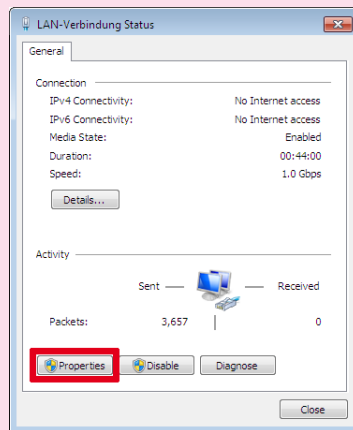 LAN-Verbindung Status
General
Connection
IPv4 Connectivity: No Internet access
IPv6 Connectivity: No Internet access
Media State: Enabled
Duration: 00:44:00
Speed: 1.0 Gbps
Details...
Activity
Sent Received
Packets: 3,657 0
Properties Disable Diagnose
Close